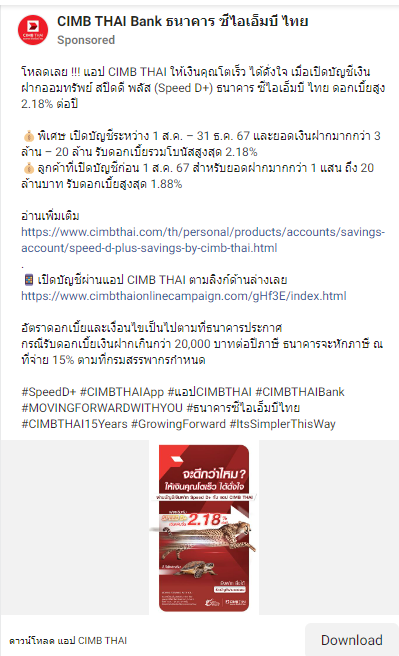 CIMB THAI Bank ธนาคาร ซีไอเอ็มบี ไทย
Sponsored
โหลดเลย !!! แอป CIMB THAI ให้เงินคุณโตเร็ว ได้ดั่งใจ เมื่อเปิดบัญชีเงิน
ฝากออมทรัพย์ สปีดดี พลัส (Speed D+) ธนาคาร ซีไอเอ็มบี ไทย ดอกเบี้ยสูง
2.18% ต่อปี
💰พิเศษ เปิดบัญชีระหว่าง 1 ส.ค. – 31 ธ.ค. 67 และยอดเงินฝากมากกว่า 3
ล้าน – 20 ล้าน รับดอกเบี้ยรวมโบนัสสูงสุด 2.18%
💰ลูกค้าที่เปิดบัญชีก่อน 1 ส.ค. 67 สำหรับยอดฝากมากกว่า 1 แสน ถึง 20
ล้านบาท รับดอกเบี้ยสูงสุด 1.88%
อ่านเพิ่มเติม
https://www.cimbthai.com/th/personal/products/accounts/savings-
account/speed-d-plus-savings-by-cimb-thai.html
.
📱 เปิดบัญชีผ่านแอป CIMB THAI ตามลิงก์ด้านล่างเลย
https://www.cimbthaionlinecampaign.com/gHf3E/index.html
อัตราดอกเบี้ยและเงื่อนไขเป็นไปตามที่ธนาคารประกาศ
กรณีรับดอกเบี้ยเงินฝากเกินกว่า 20,000 บาทต่อปีภาษี ธนาคารจะหักภาษี ณ
ที่จ่าย 15% ตามที่กรมสรรพากรกำหนด
#SpeedD+ #CIMBTHAIApp #แอปCIMBTHAI #CIMBTHAIBank
#MOVINGFORWARDWITHYOU #ธนาคารซีไอเอ็มบีไทย
#CIMBTHAI15Years #GrowingForward #ItsSimplerThisWay
จะดีกว่าไหม?
ให้เงินคุณโตเร็ว ได้ดั่งใจ
2.18
CIMB THAI
ดาวน์โหลด แอป CIMB THAI
Download